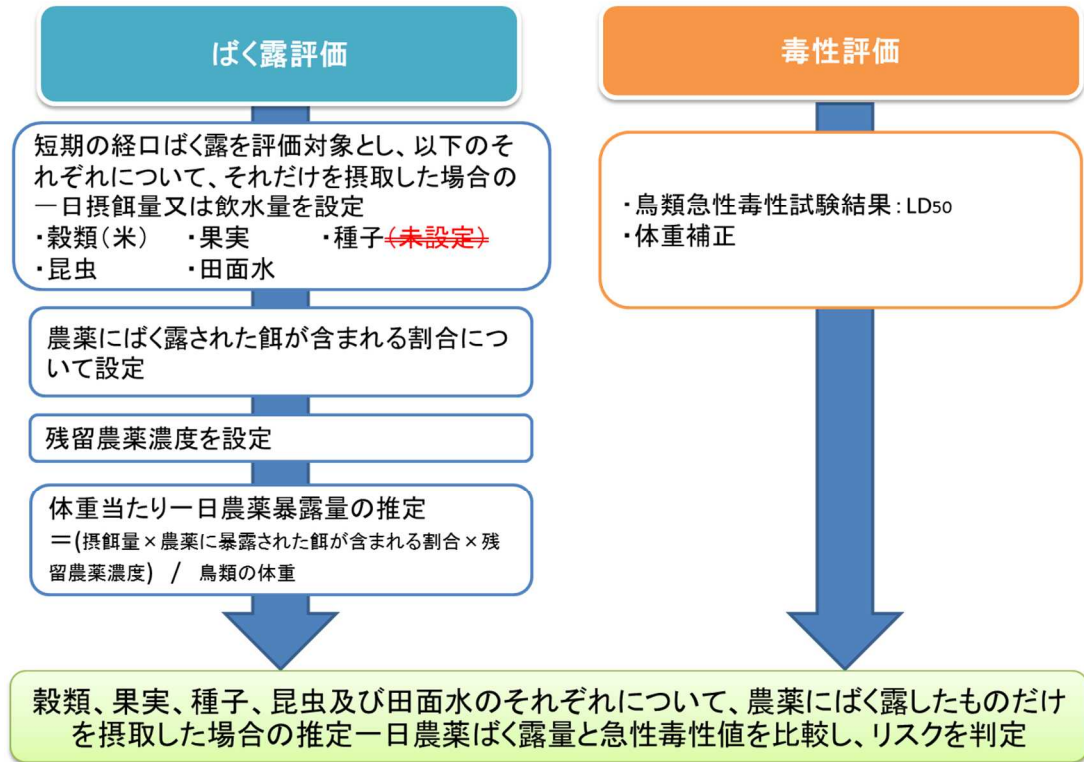 ばく露評価
短期の経口ばく露を評価対象とし、以下のそ
れぞれについて、それだけを摂取した場合の
一日摂餌量又は飲水量を設定
・穀類（米）　・果実　・種子（未設定）
・昆虫　・田面水
農薬にばく露された餌が含まれる割合につ
いて設定
残留農薬濃度を設定
体重当たり一日農薬暴露量の推定
＝(摂餌量×農薬に暴露された餌が含まれる割合×残
留農薬濃度) / 鳥類の体重
毒性評価
・鳥類急性毒性試験結果：LD50
・体重補正
穀類、果実、種子、昆虫及び田面水のそれぞれについて、農薬にばく露したものだけ
を摂取した場合の推定一日農薬ばく露量と急性毒性値を比較し、リスクを判定